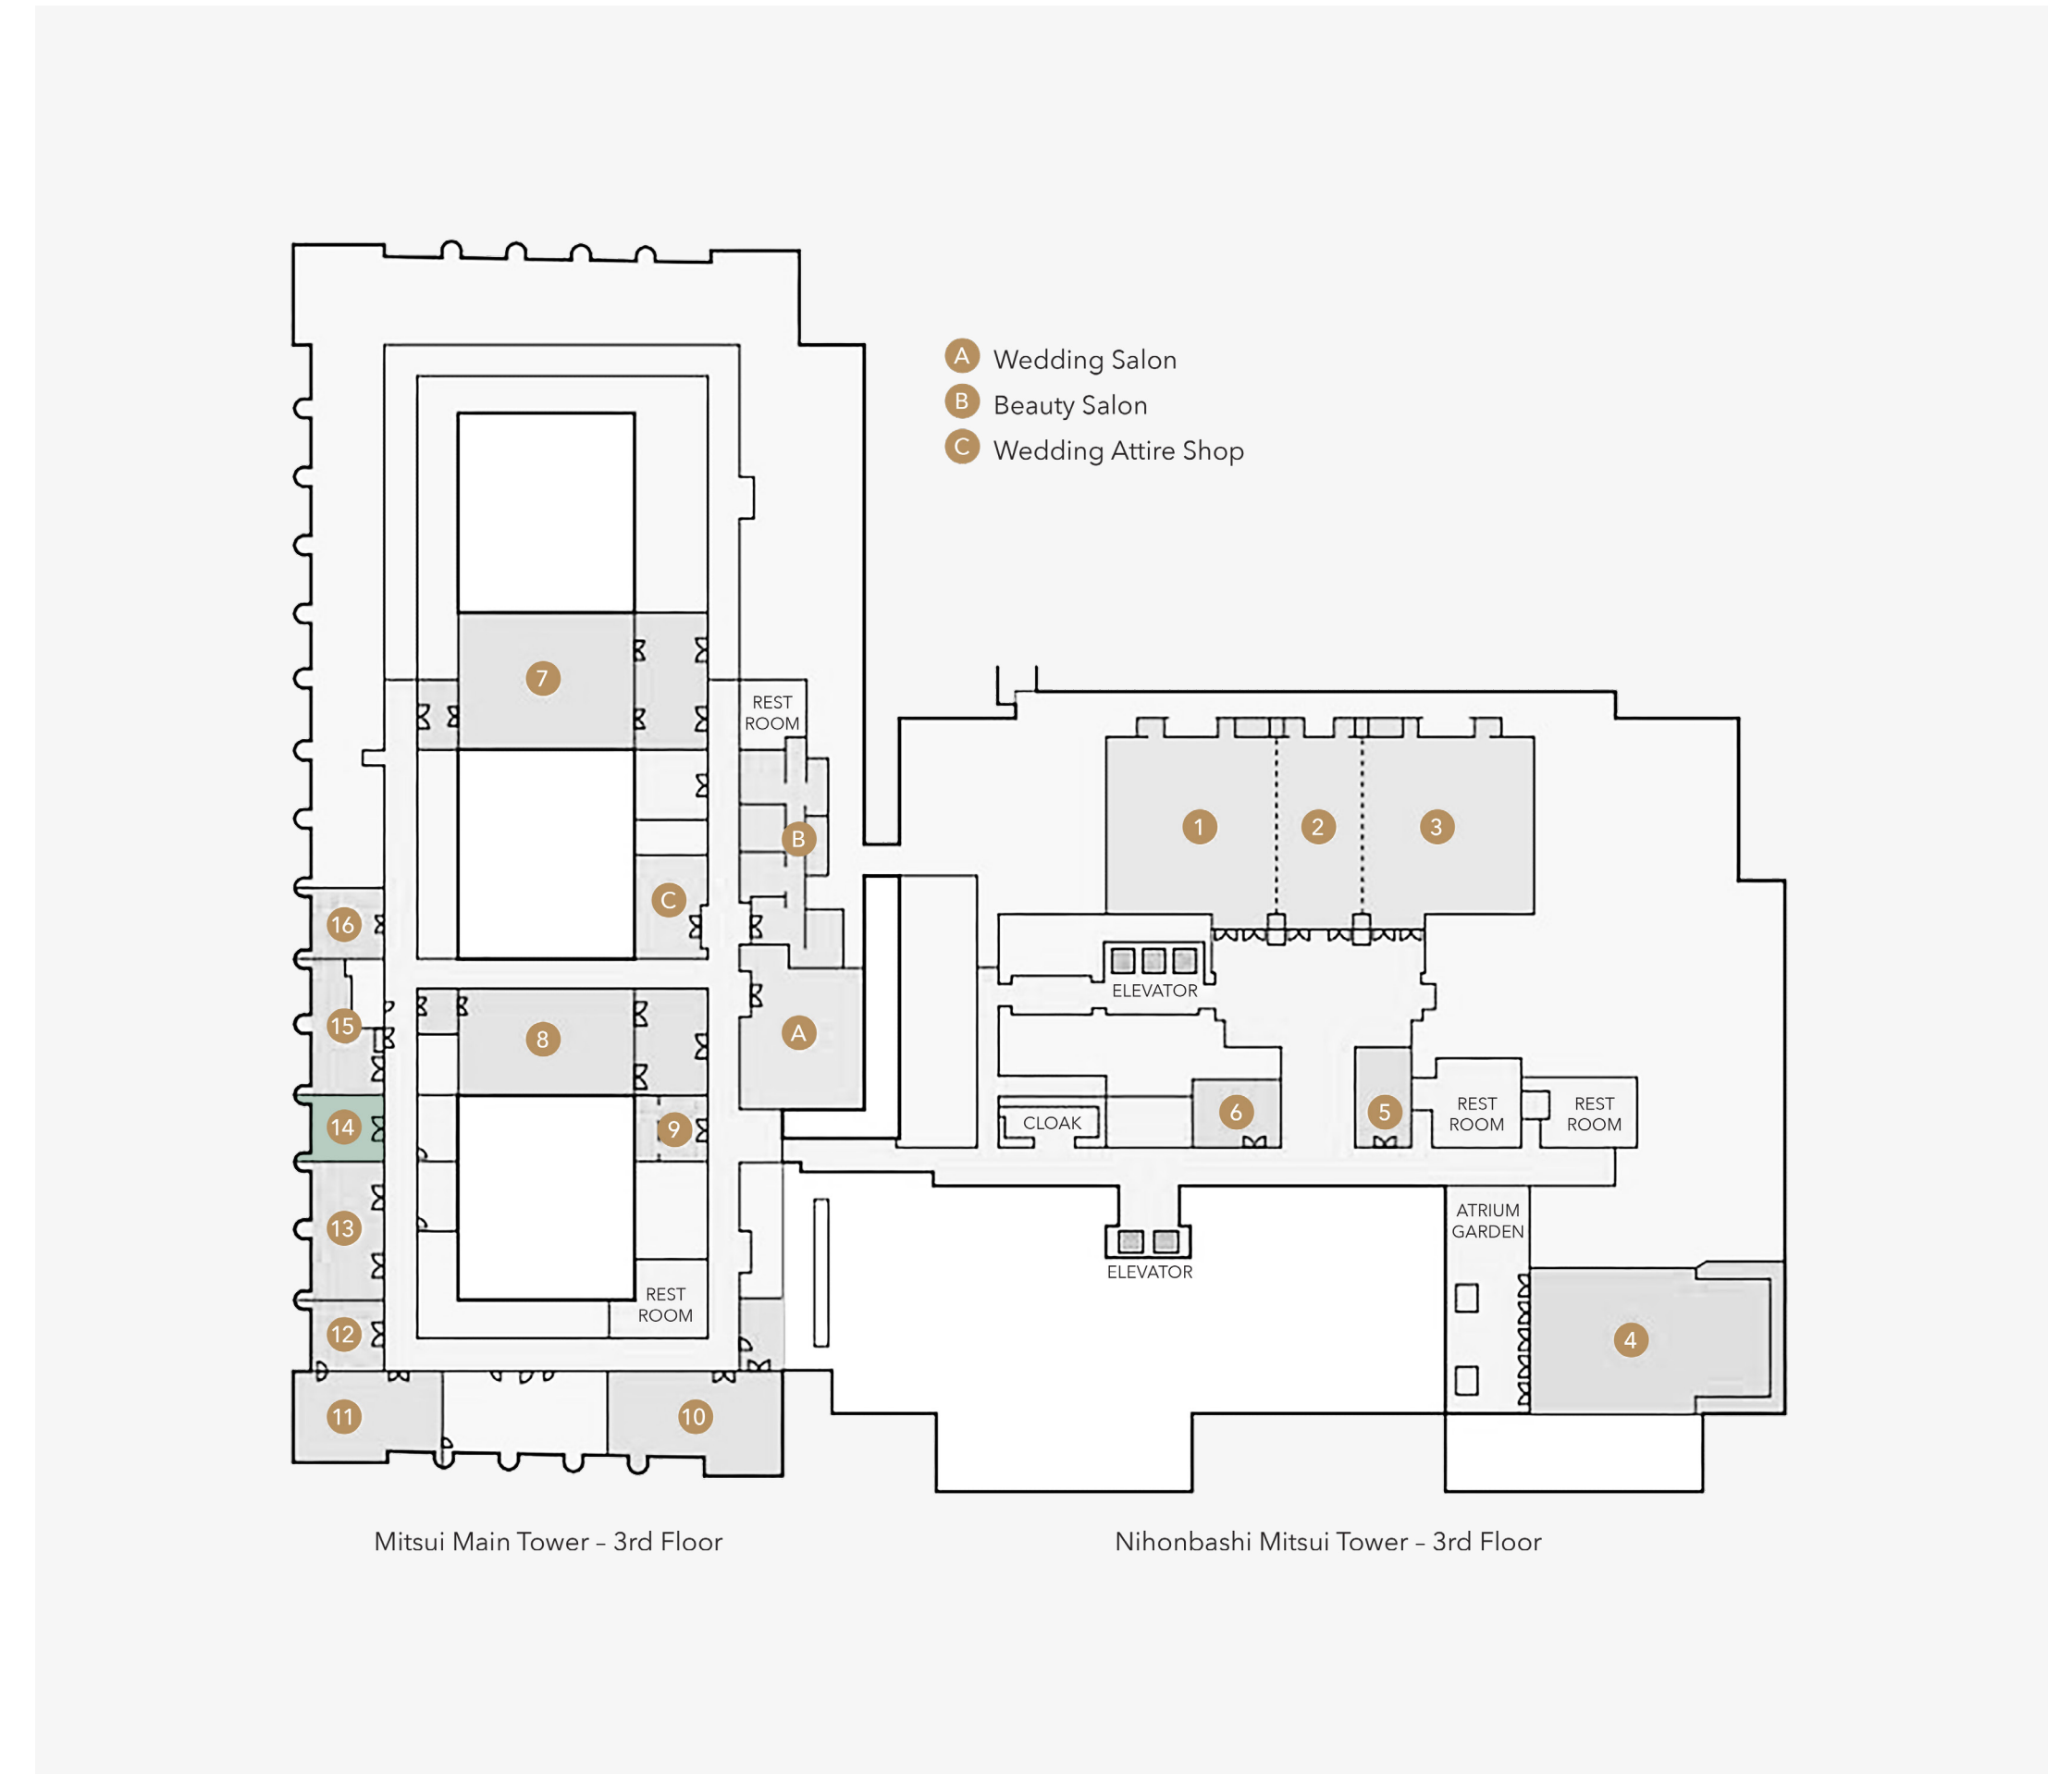 A Wedding Salon
B Beauty Salon
C Wedding Attire Shop
7
REST
ROOM
B
1
2
3
C
16
ELEVATOR
15
8
A
14
9
CLOAK
6
5
REST
ROOM
REST
ROOM
13
ATRIUM
GARDEN
ELEVATOR
REST
ROOM
12
4
11
10
Mitsui Main Tower – 3rd Floor
Nihonbashi Mitsui Tower – 3rd Floor